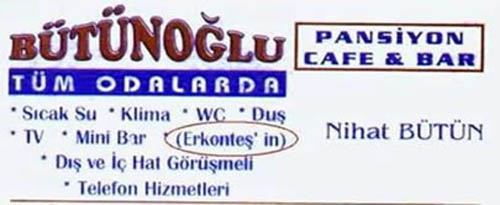 BÜTÜNOĞLU
PANSİYON
CAFE & BAR
TÜM ODALARDA
* Sıcak Su * Klima * WC * Duş
* TV * Mini Bar * (Erkonteş' in)
Nihat BÜTÜN
* Dış ve İç Hat Görüşmeli
* Telefon Hizmetleri